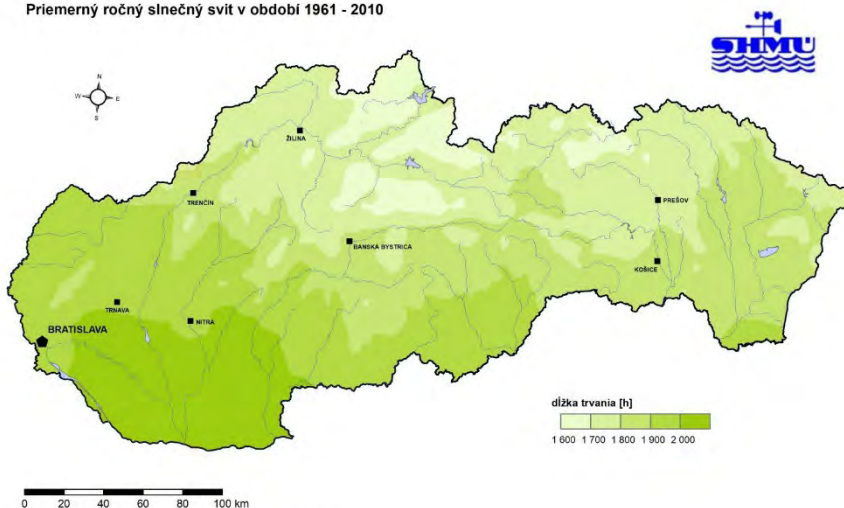 Priemerný ročný slnečný svit v období 1961 - 2010
SHMÚ
N
W E
S
ŽILINA
TRENČÍN
PREŠOV
BANSKÁ BYSTRICA
KOŠICE
TRNAVA
NITRA
BRATISLAVA
dĺžka trvania [h]
1 600 1 700 1 800 1 900 2 000
0 20 40 60 80 100 km